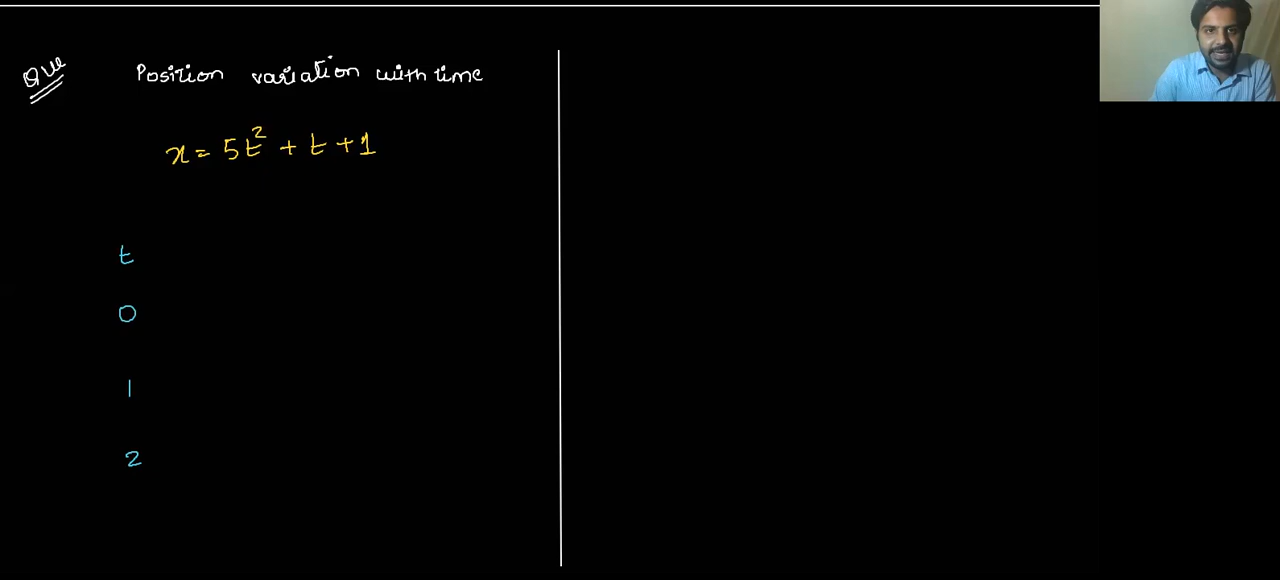 Que Position variation with time
x = 5t² + t + 1
t
0
1
2